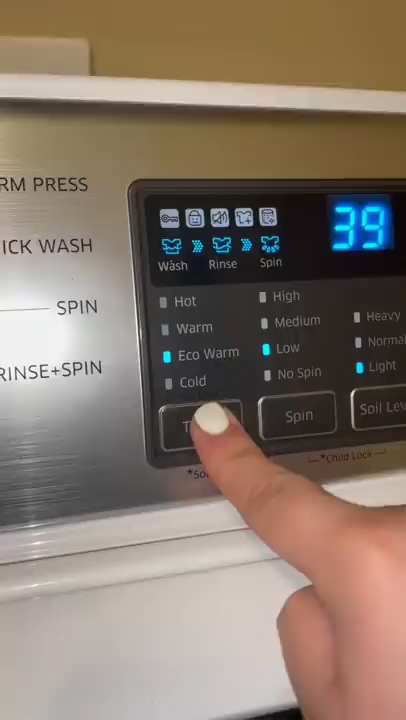 RM PRESS
ICK WASH
SPIN
RINSE+SPIN
39
Wash Rinse Spin
Hot
Warm
Eco Warm
Cold
High
Medium
Low
No Spin
Heavy
Normal
Light
T
Spin
Soil Lev
*So
*Child Lock